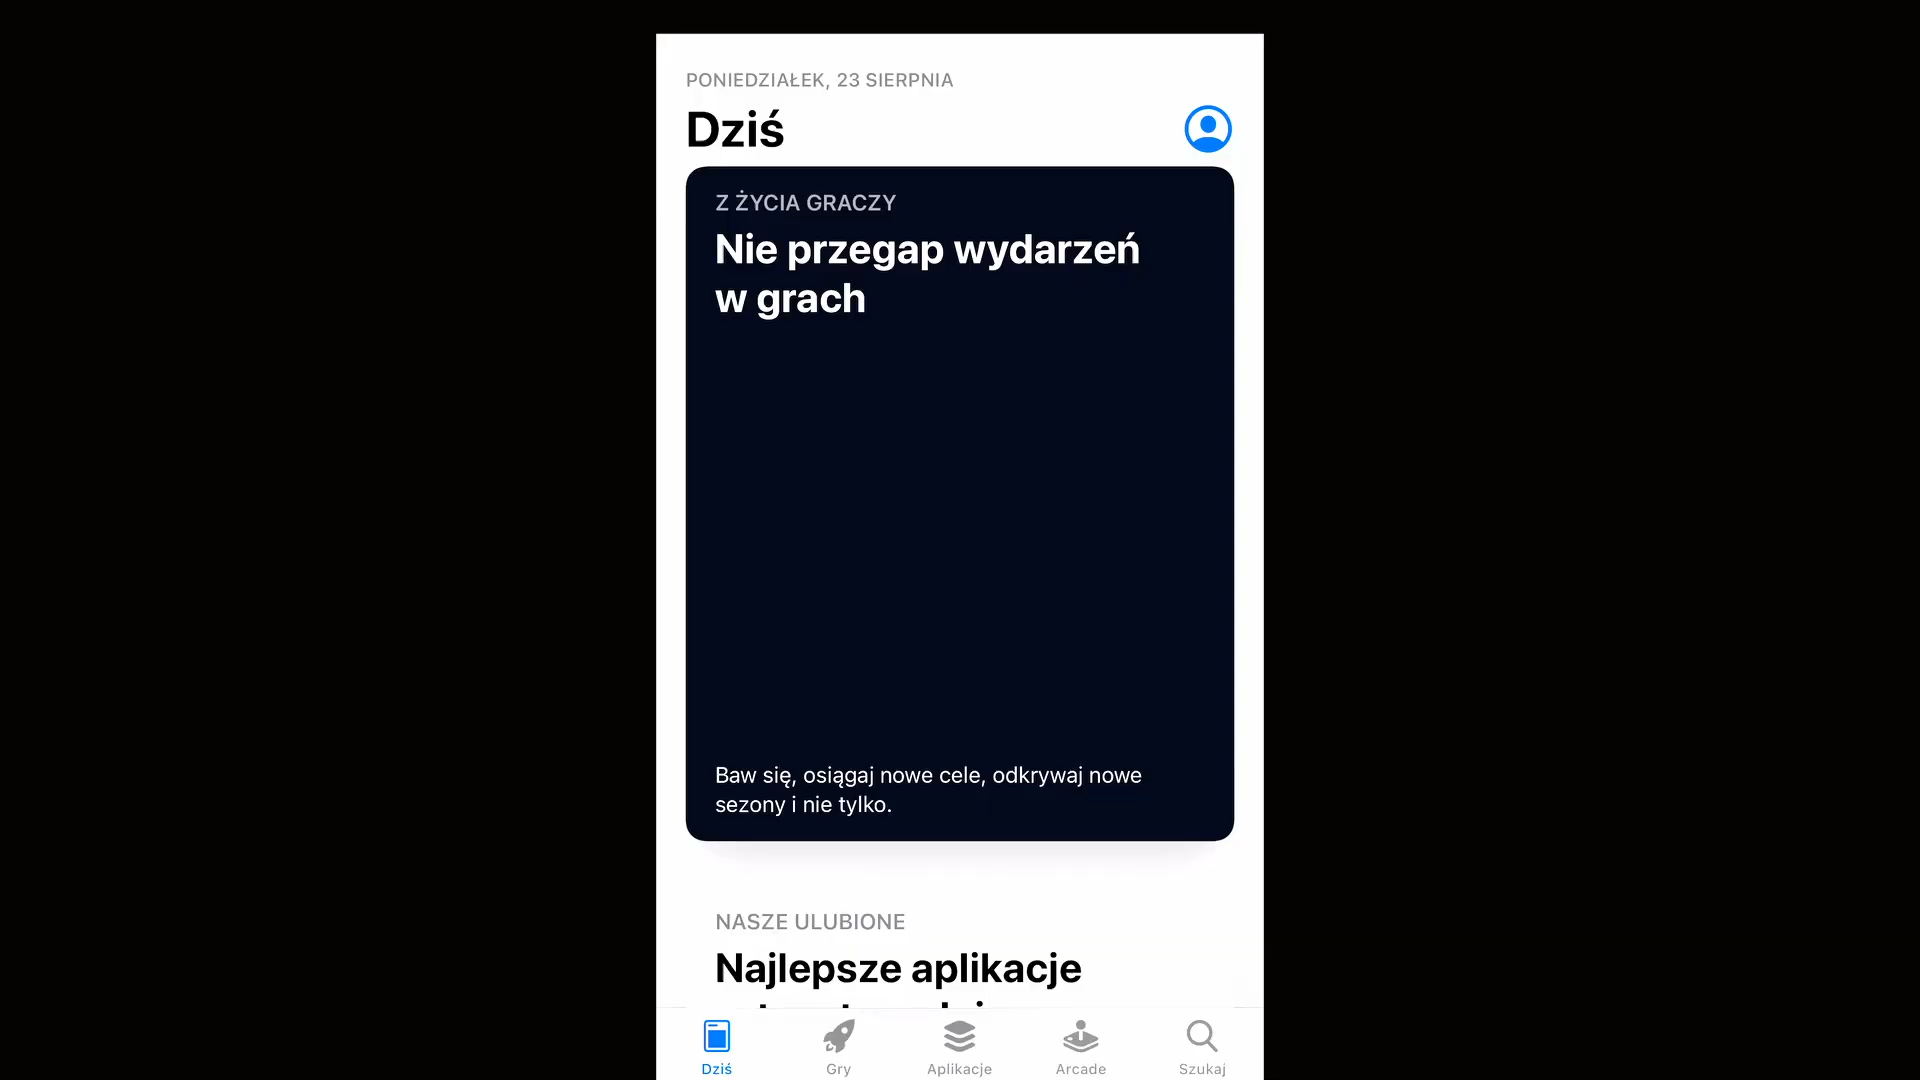 PONIEDZIAŁEK, 23 SIERPNIA
Dziś
Z ŻYCIA GRACZY
Nie przegap wydarzeń
w grach
Baw się, osiągaj nowe cele, odkrywaj nowe
sezony i nie tylko.
NASZE ULUBIONE
Najlepsze aplikacje
Dziś
Gry
Aplikacje
Arcade
Szukaj